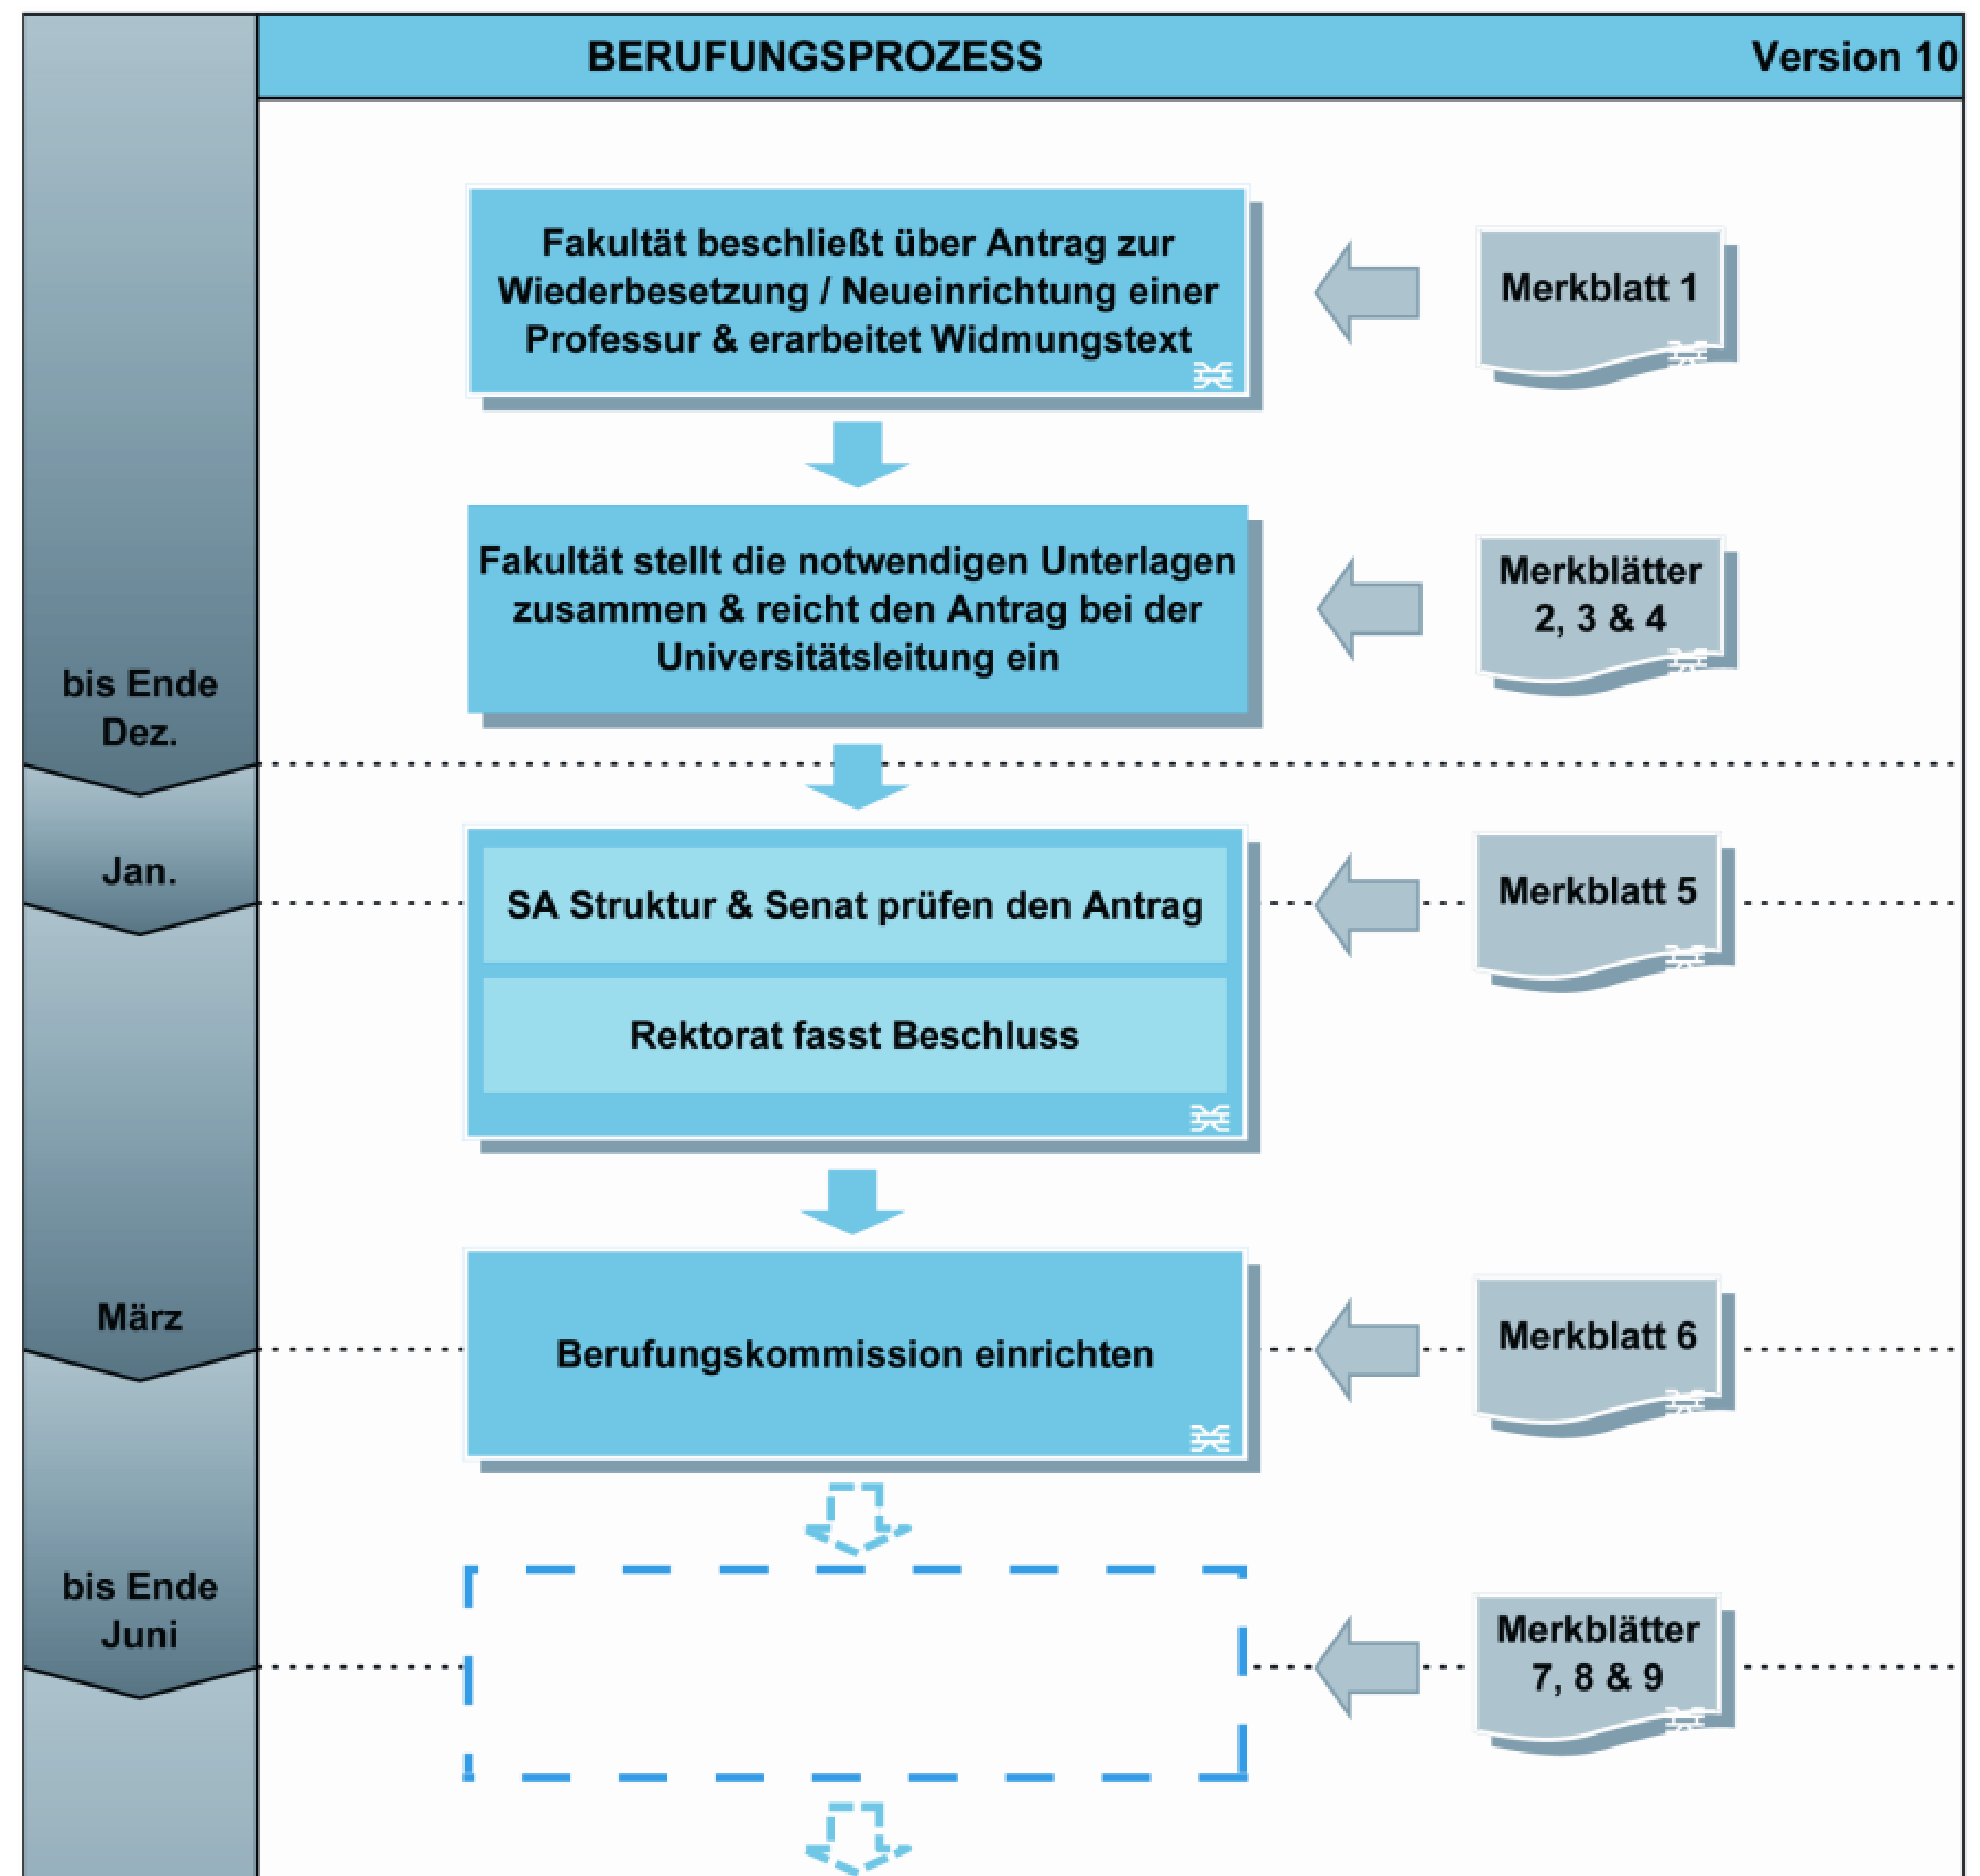 BERUFUNGSPROZESS
Version 10
Fakultät beschließt über Antrag zur
Wiederbesetzung / Neueinrichtung einer
Professur & erarbeitet Widmungstext
Merkblatt 1
Fakultät stellt die notwendigen Unterlagen
zusammen & reicht den Antrag bei der
Universitätsleitung ein
Merkblätter
2, 3 & 4
bis Ende
Dez.
Jan.
SA Struktur & Senat prüfen den Antrag
Merkblatt 5
Rektorat fasst Beschluss
März
Berufungskommission einrichten
Merkblatt 6
bis Ende
Juni
Merkblätter
7, 8 & 9